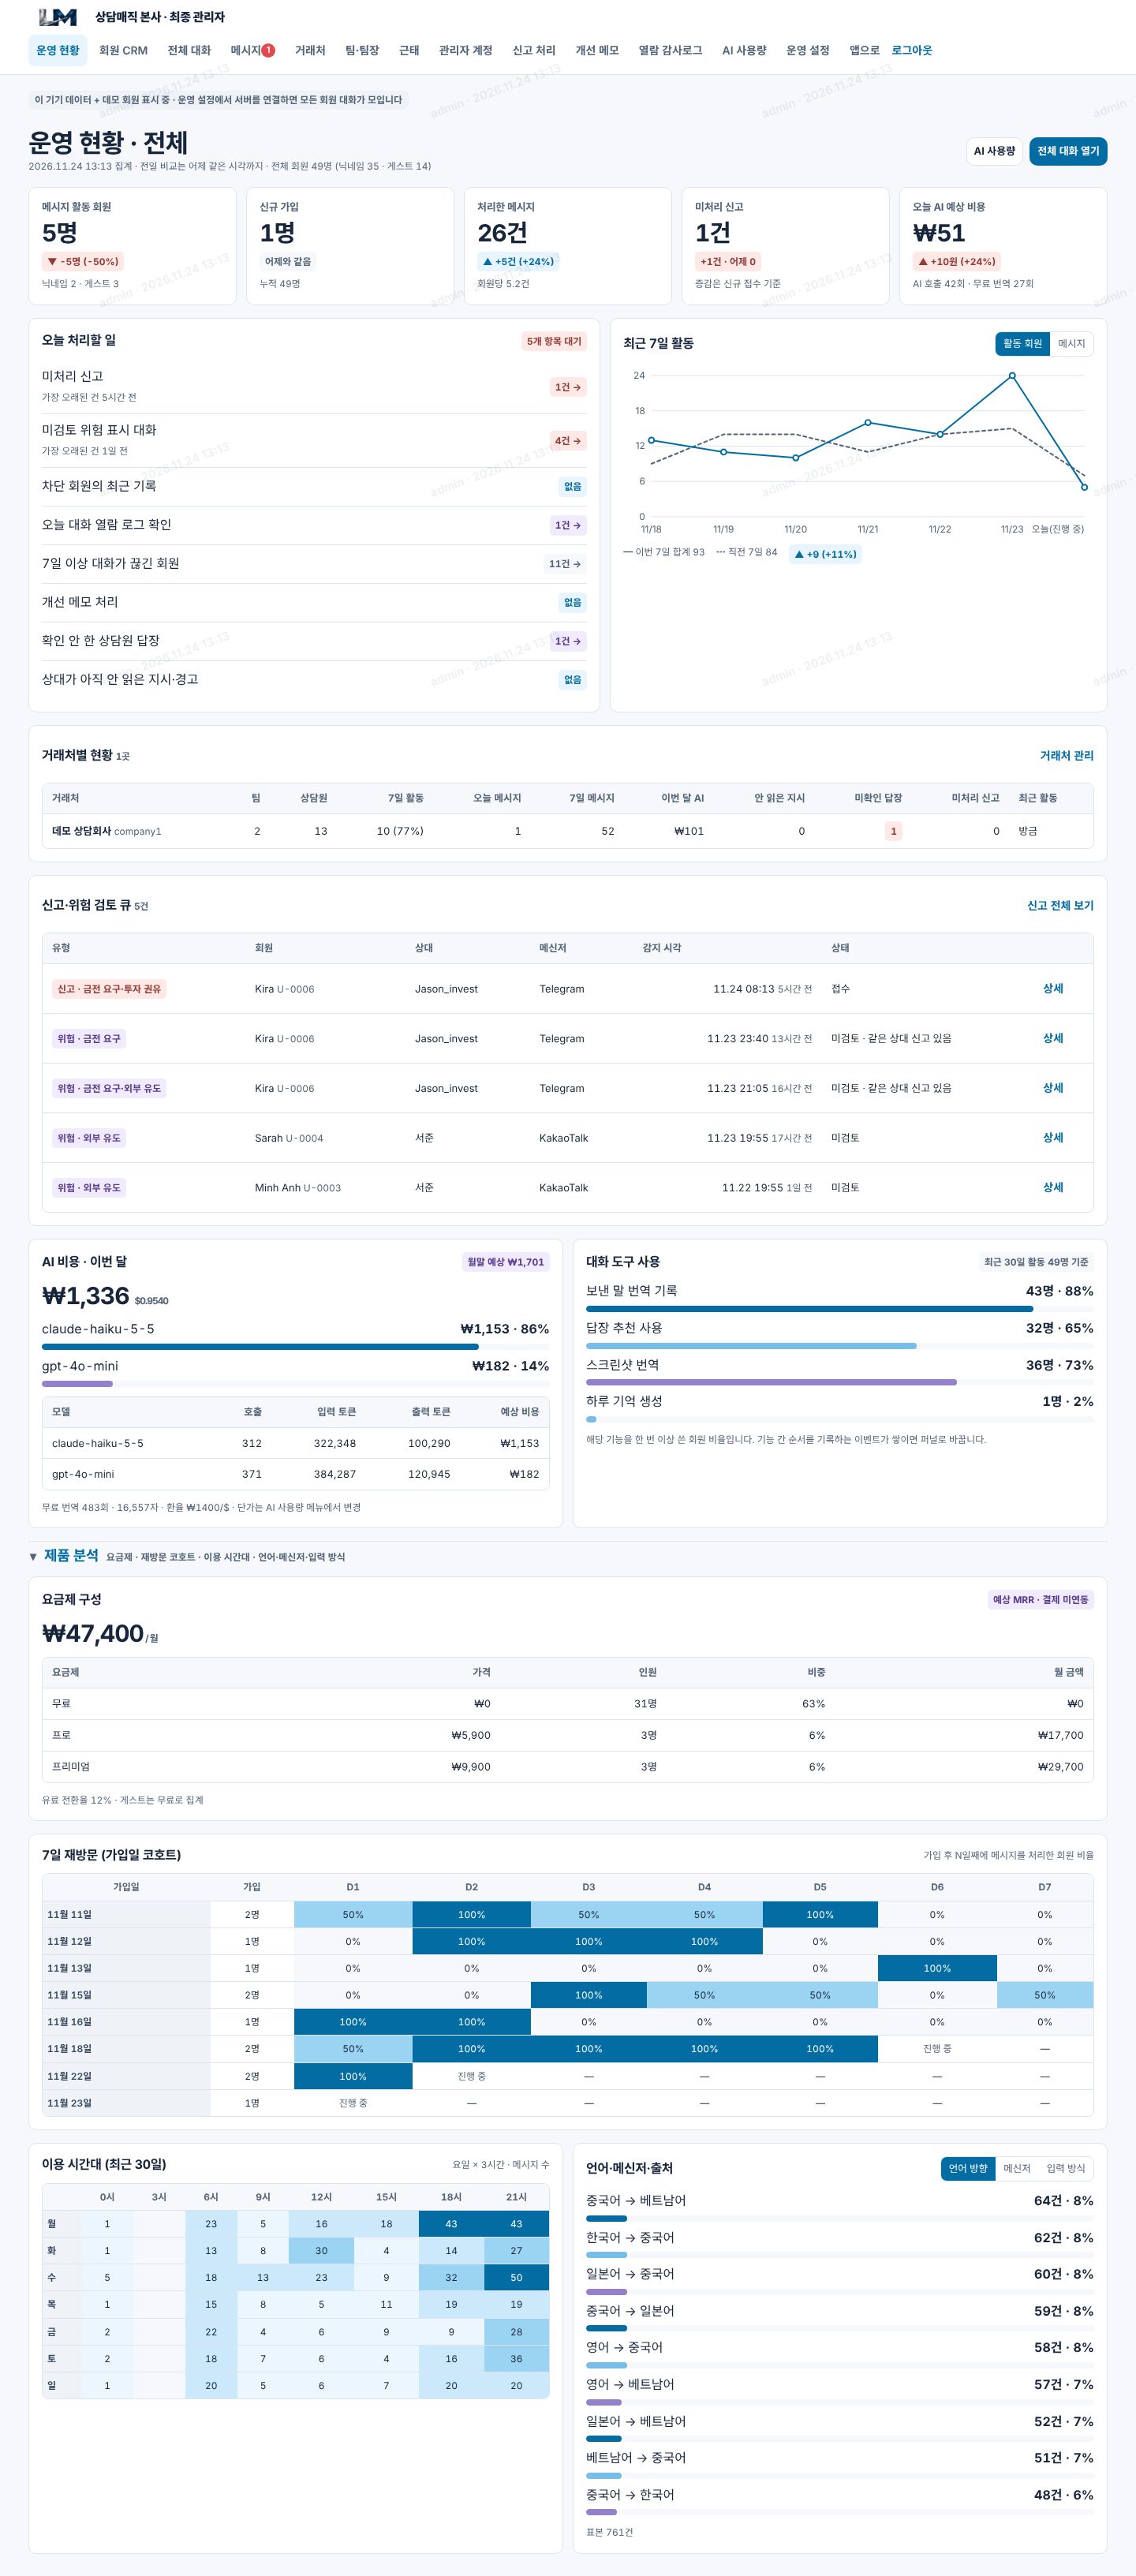 LM 상담매직 본사 · 최종 관리자
운영 현황 회원 CRM 전체 대화 메시지 1 거래처 팀·팀장 근태 관리자 계정 신고 처리 개선 메모 열람 감사로그 AI 사용량 운영 설정 앱으로 로그아웃
이 기기 데이터 + 데모 회원 표시 중 · 운영 설정에서 서버를 연결하면 모든 회원 대화가 모입니다
운영 현황 · 전체
2026.11.24 13:13 집계 · 전일 비교는 어제 같은 시각까지 · 전체 회원 49명 (닉네임 35 · 게스트 14)
AI 사용량 전체 대화 열기
메시지 활동 회원
5명
▼ -5명 (-50%)
닉네임 2 · 게스트 3
신규 가입
1명
어제와 같음
누적 49명
처리한 메시지
26건
▲ +5건 (+24%)
회원당 5.2건
미처리 신고
1건
+1건 · 어제 0
증감은 신규 접수 기준
오늘 AI 예상 비용
₩51
▲ +10원 (+24%)
AI 호출 42회 · 무료 번역 27회
오늘 처리할 일 5개 항목 대기
미처리 신고 1건 →
가장 오래된 건 5시간 전
미검토 위험 표시 대화 4건 →
가장 오래된 건 1일 전
차단 회원의 최근 기록 없음
오늘 대화 열람 로그 확인 1건 →
7일 이상 대화가 끊긴 회원 11건 →
개선 메모 처리 없음
확인 안 한 상담원 답장 1건 →
상대가 아직 안 읽은 지시·경고 없음
최근 7일 활동 활동 회원 메시지
24
18
12
6
0
11/18 11/19 11/20 11/21 11/22 11/23 오늘(진행 중)
이번 7일 합계 93 직전 7일 84 ▲ +9 (+11%)
거래처별 현황 1곳 거래처 관리
거래처 팀 상담원 7일 활동 오늘 메시지 7일 메시지 이번 달 AI 안 읽은 지시 미확인 답장 미처리 신고 최근 활동
데모 상담회사 company1 2 13 10 (77%) 1 52 ₩101 0 1 0 방금
신고·위험 검토 큐 5건 신고 전체 보기
유형 회원 상대 메신저 감지 시각 상태
신고 · 금전 요구·투자 권유 Kira U-0006 Jason_invest Telegram 11.24 08:13 5시간 전 접수 상세
위험 · 금전 요구 Kira U-0006 Jason_invest Telegram 11.23 23:40 13시간 전 미검토 · 같은 상대 신고 있음 상세
위험 · 금전 요구·외부 유도 Kira U-0006 Jason_invest Telegram 11.23 21:05 16시간 전 미검토 · 같은 상대 신고 있음 상세
위험 · 외부 유도 Sarah U-0004 서준 KakaoTalk 11.23 19:55 17시간 전 미검토 상세
위험 · 외부 유도 Minh Anh U-0003 서준 KakaoTalk 11.22 19:55 1일 전 미검토 상세
AI 비용 · 이번 달 월말 예상 ₩1,701
₩1,336 $0.9540
claude-haiku-5-5 ₩1,153 · 86%
gpt-4o-mini ₩182 · 14%
모델 호출 입력 토큰 출력 토큰 예상 비용
claude-haiku-5-5 312 322,348 100,290 ₩1,153
gpt-4o-mini 371 384,287 120,945 ₩182
무료 번역 483회 · 16,557자 · 환율 ₩1400/$ · 단가는 AI 사용량 메뉴에서 변경
대화 도구 사용 최근 30일 활동 49명 기준
보낸 말 번역 기록 43명 · 88%
답장 추천 사용 32명 · 65%
스크린샷 번역 36명 · 73%
하루 기억 생성 1명 · 2%
해당 기능을 한 번 이상 쓴 회원 비율입니다. 기능 간 순서를 기록하는 이벤트가 쌓이면 퍼널로 바꿉니다.
▼ 제품 분석 요금제 · 재방문 코호트 · 이용 시간대 · 언어·메신저·입력 방식
요금제 구성 예상 MRR · 결제 미연동
₩47,400/월
요금제 가격 인원 비중 월 금액
무료 ₩0 31명 63% ₩0
프로 ₩5,900 3명 6% ₩17,700
프리미엄 ₩9,900 3명 6% ₩29,700
유료 전환율 12% · 게스트는 무료로 집계
7일 재방문 (가입일 코호트) 가입 후 N일째에 메시지를 처리한 회원 비율
가입일 가입 D1 D2 D3 D4 D5 D6 D7
11월 11일 2명 50% 100% 50% 50% 100% 0% 0%
11월 12일 1명 0% 100% 100% 100% 0% 0% 0%
11월 13일 1명 0% 0% 0% 0% 0% 100% 0%
11월 15일 2명 0% 0% 100% 50% 50% 0% 50%
11월 16일 1명 100% 100% 0% 0% 0% 0% 0%
11월 18일 2명 50% 100% 100% 100% 100% 진행 중 —
11월 22일 2명 100% 진행 중 — — — — —
11월 23일 1명 진행 중 — — — — — —
이용 시간대 (최근 30일) 요일 × 3시간 · 메시지 수
0시 3시 6시 9시 12시 15시 18시 21시
월 1 23 5 16 18 43 43
화 1 13 8 30 4 14 27
수 5 18 13 23 9 32 50
목 1 15 8 5 11 19 19
금 2 22 4 6 9 9 28
토 2 18 7 6 4 16 36
일 1 20 5 6 7 20 20
언어·메신저·출처 언어 방향 메신저 입력 방식
중국어 → 베트남어 64건 · 8%
한국어 → 중국어 62건 · 8%
일본어 → 중국어 60건 · 8%
중국어 → 일본어 59건 · 8%
영어 → 중국어 58건 · 8%
영어 → 베트남어 57건 · 7%
일본어 → 베트남어 52건 · 7%
베트남어 → 중국어 51건 · 7%
중국어 → 한국어 48건 · 6%
표본 761건
admin · 2026.11.24 13:13